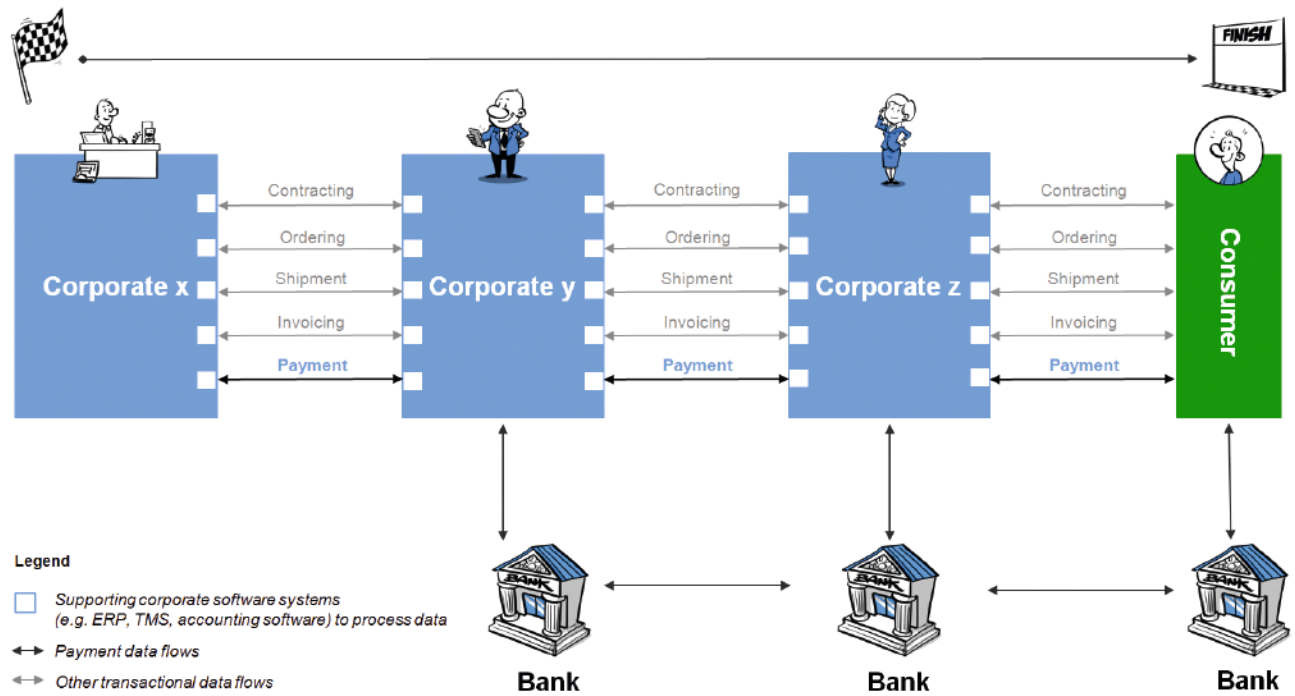 FINISH
Contracting
Contracting
Contracting
Ordering
Ordering
Ordering
Corporate x
Shipment
Corporate y
Shipment
Corporate z
Shipment
Consumer
Invoicing
Invoicing
Invoicing
Payment
Payment
Payment
BANK
BANK
BANK
Bank
Bank
Bank
Legend
Supporting corporate software systems
(e.g. ERP, TMS, accounting software) to process data
Payment data flows
Other transactional data flows